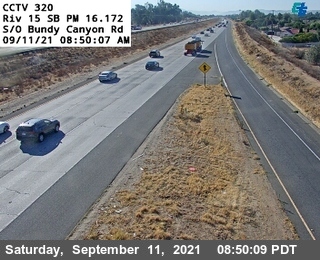 CCTV 320
Riv 15 SB PM 16.172
S/O Bundy Canyon Rd
09/11/21 08:50:07 AM
Saturday, September 11, 2021 08:50:09 PDT